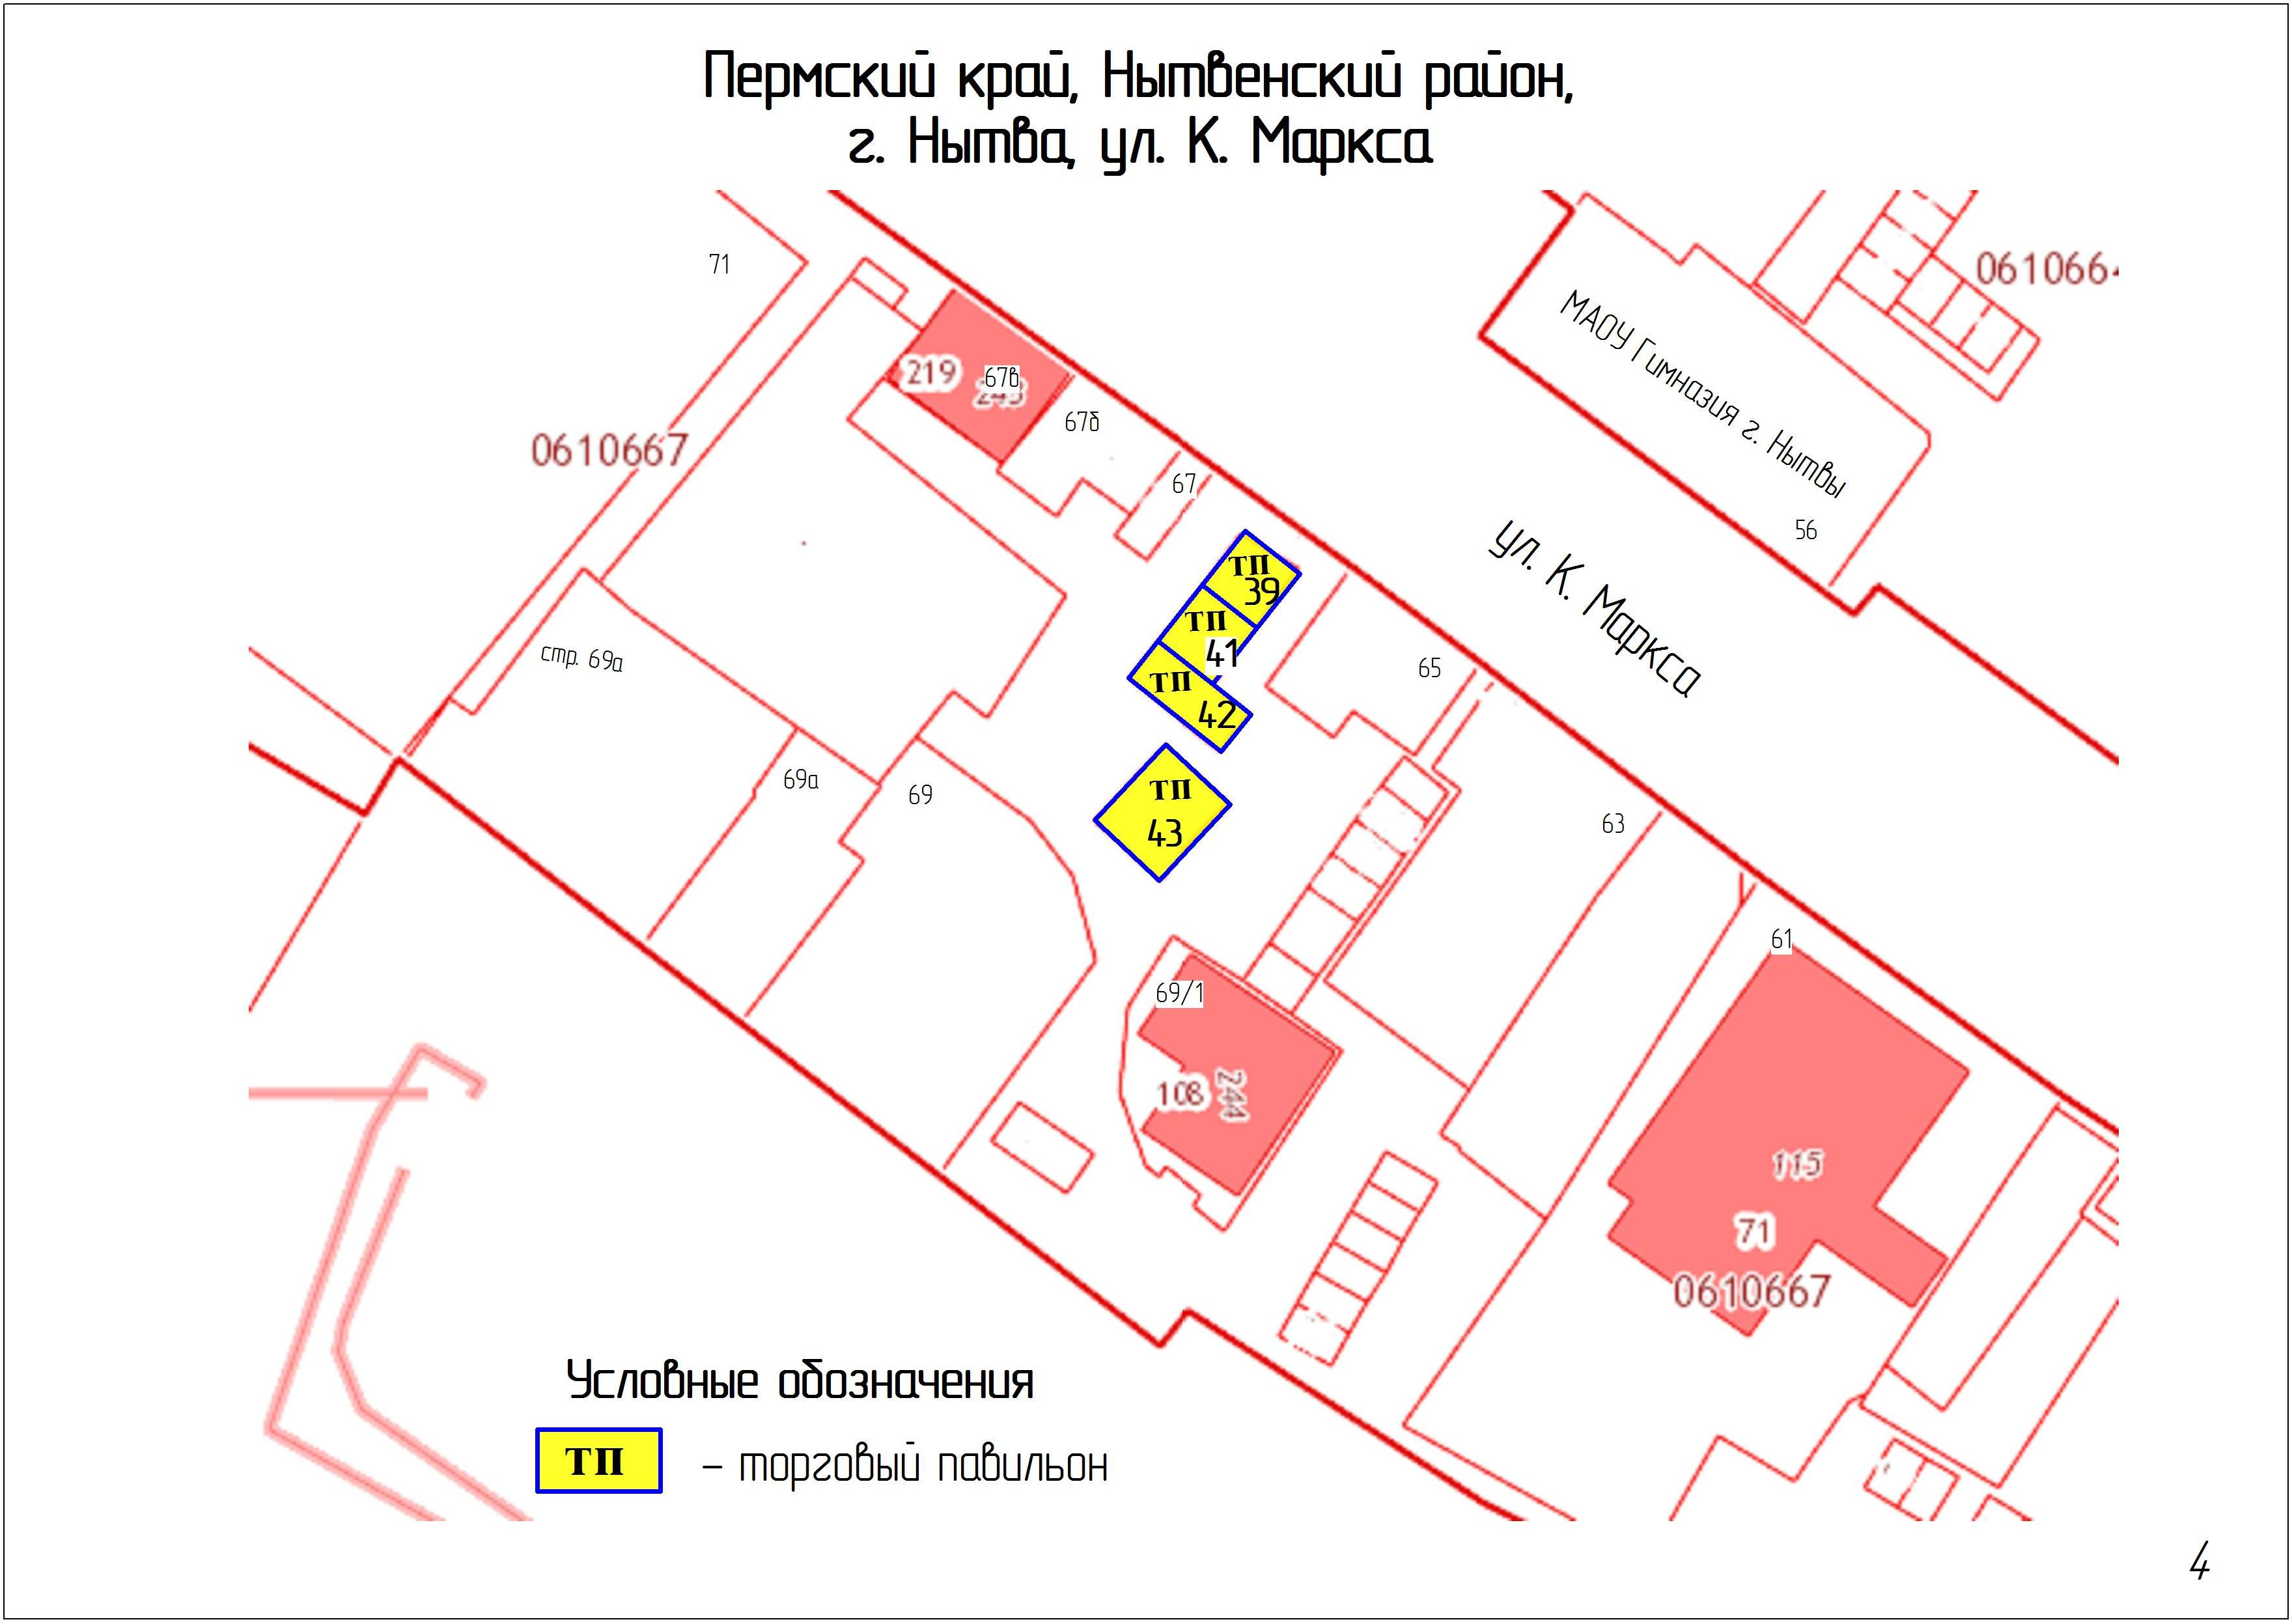 Пермский край, Нытвенский район,
г. Нытва, ул. К. Маркса
71
0610664
МАОУ Гимназия г. Нытвы
219
67в
243
67б
0610667
67
56
ТП
39
ул. К. Маркса
ТП
41
стр. 69а
65
ТП
42
69а
69
ТП
43
63
61
69/1
108
244
115
71
0610667
Условные обозначения
ТП
– торговый павильон
4